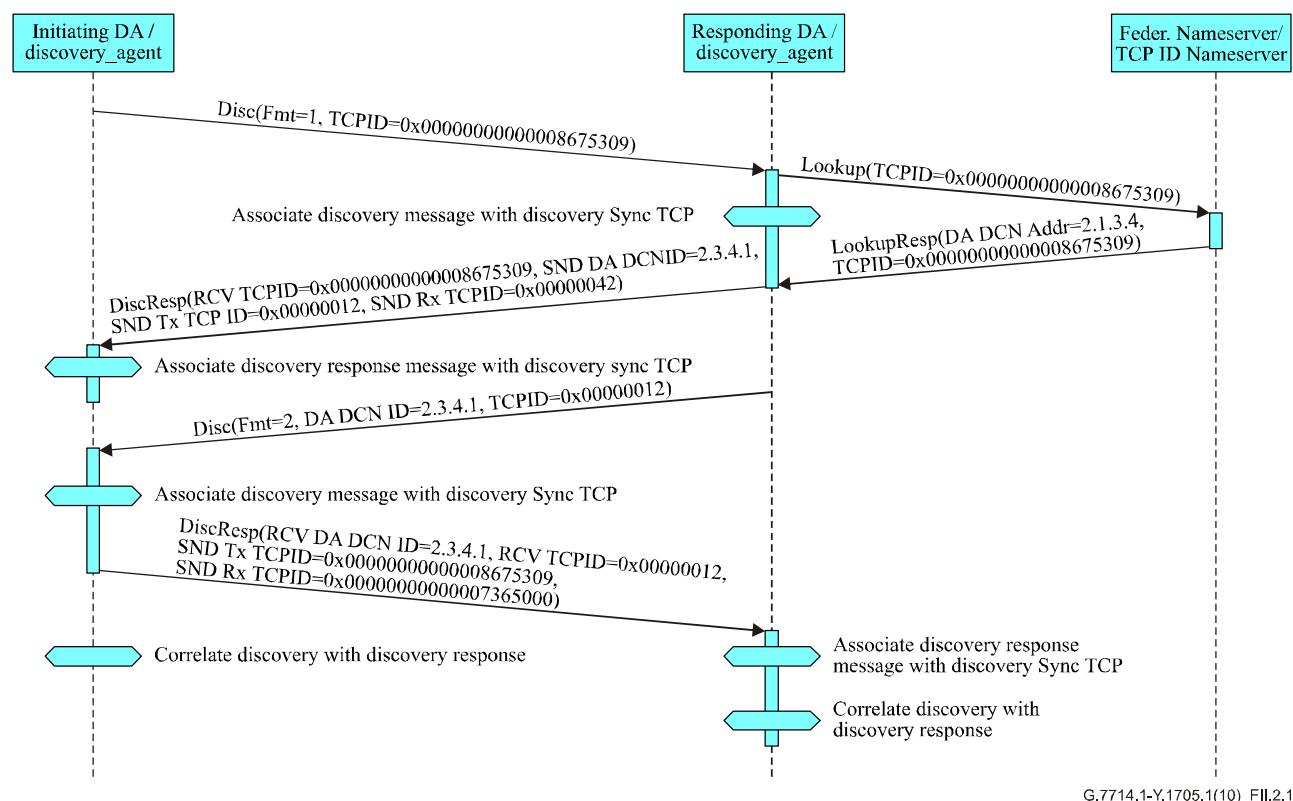 Initiating DA /
discovery_agent
Responding DA /
discovery_agent
Feder. Nameserver/
TCP ID Nameserver
Disc(Fmt=1, TCPID=0x00000000000008675309)
Lookup(TCPID=0x00000000000008675309)
Associate discovery message with discovery Sync TCP
LookupResp(DA DCN Addr=2.1.3.4,
TCPID=0x00000000000008675309)
DiscResp(RCV TCPID=0x00000000000008675309, SND DA DCNID=2.3.4.1,
SND Tx TCP ID=0x00000012, SND Rx TCPID=0x00000042)
Associate discovery response message with discovery sync TCP
Disc(Fmt=2, DA DCN ID=2.3.4.1, TCPID=0x00000012)
Associate discovery message with discovery Sync TCP
DiscResp(RCV DA DCN ID=2.3.4.1, RCV TCPID=0x00000012,
SND Tx TCPID=0x00000000000008675309,
SND Rx TCPID=0x00000000000007365000)
Correlate discovery with discovery response
Associate discovery response
message with discovery Sync TCP
Correlate discovery with
discovery response
G.7714.1-Y.1705.1(10)_FII.2.1